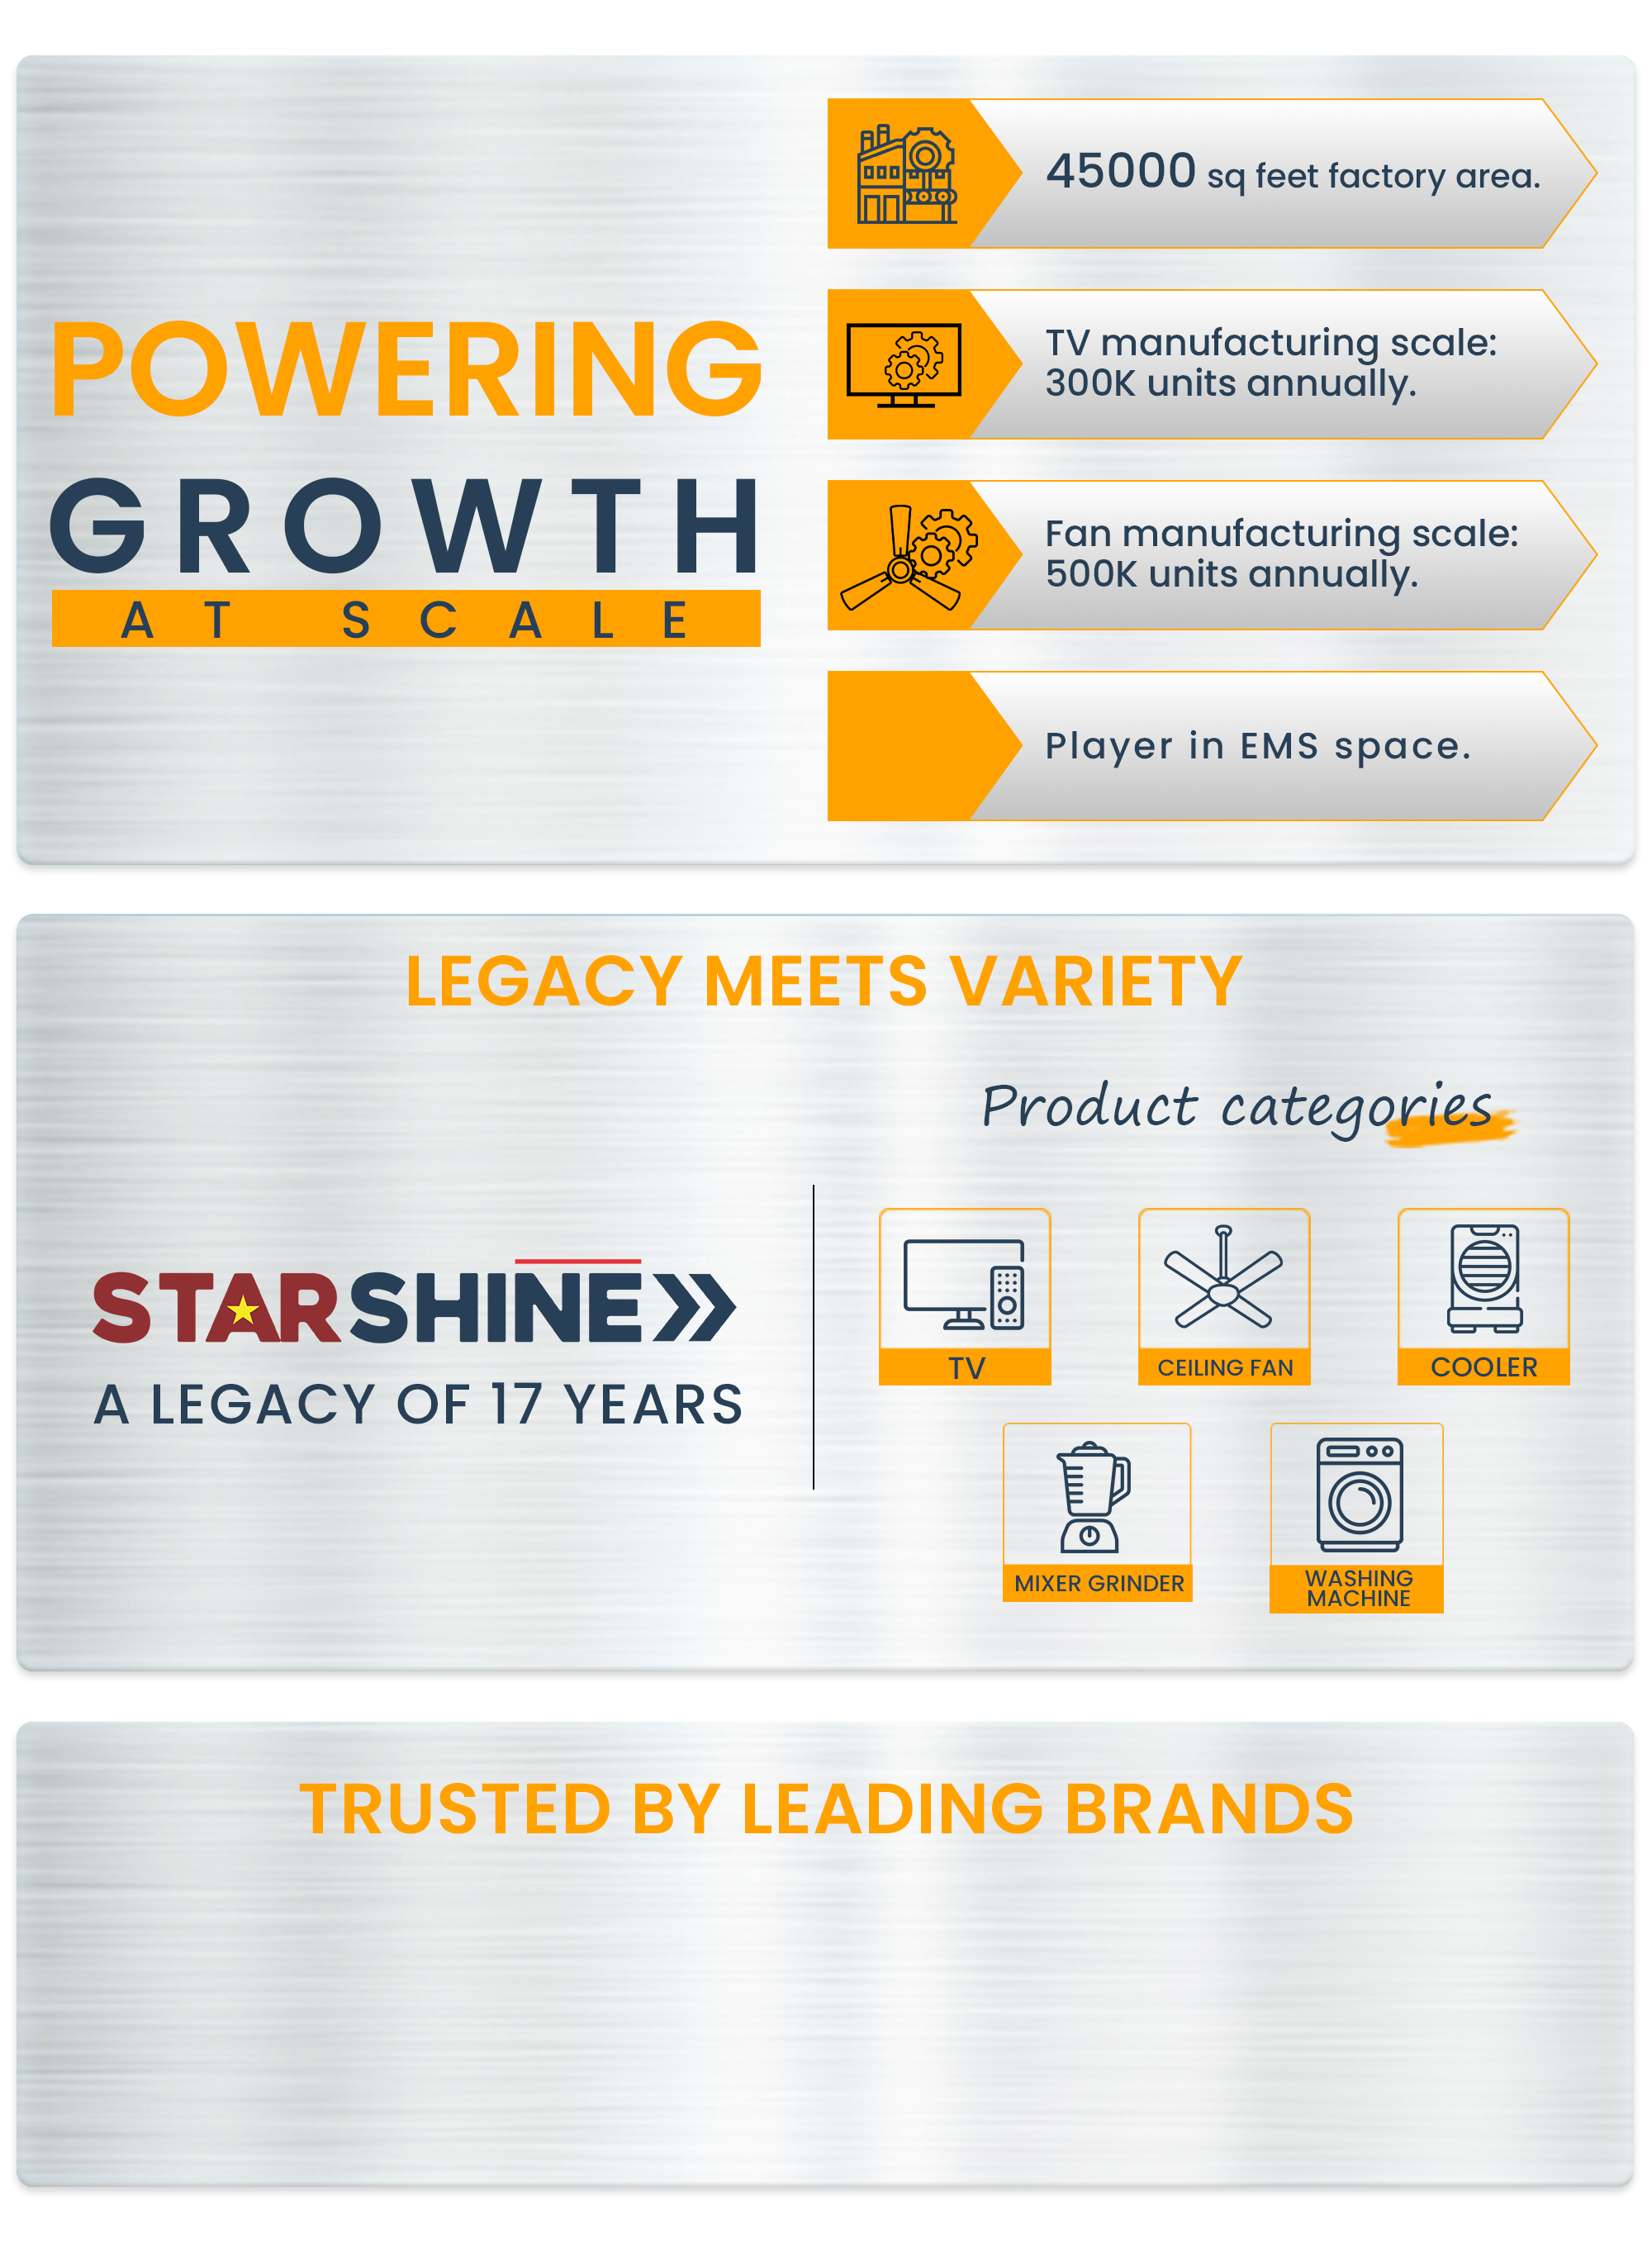 POWERING
GROWTH
AT SCALE
45000 sq feet factory area.
TV manufacturing scale:
300K units annually.
Fan manufacturing scale:
500K units annually.
Player in EMS space.
LEGACY MEETS VARIETY
STARSHINE
A LEGACY OF 17 YEARS
Product categories
TV
CEILING FAN
COOLER
MIXER GRINDER
WASHING
MACHINE
TRUSTED BY LEADING BRANDS